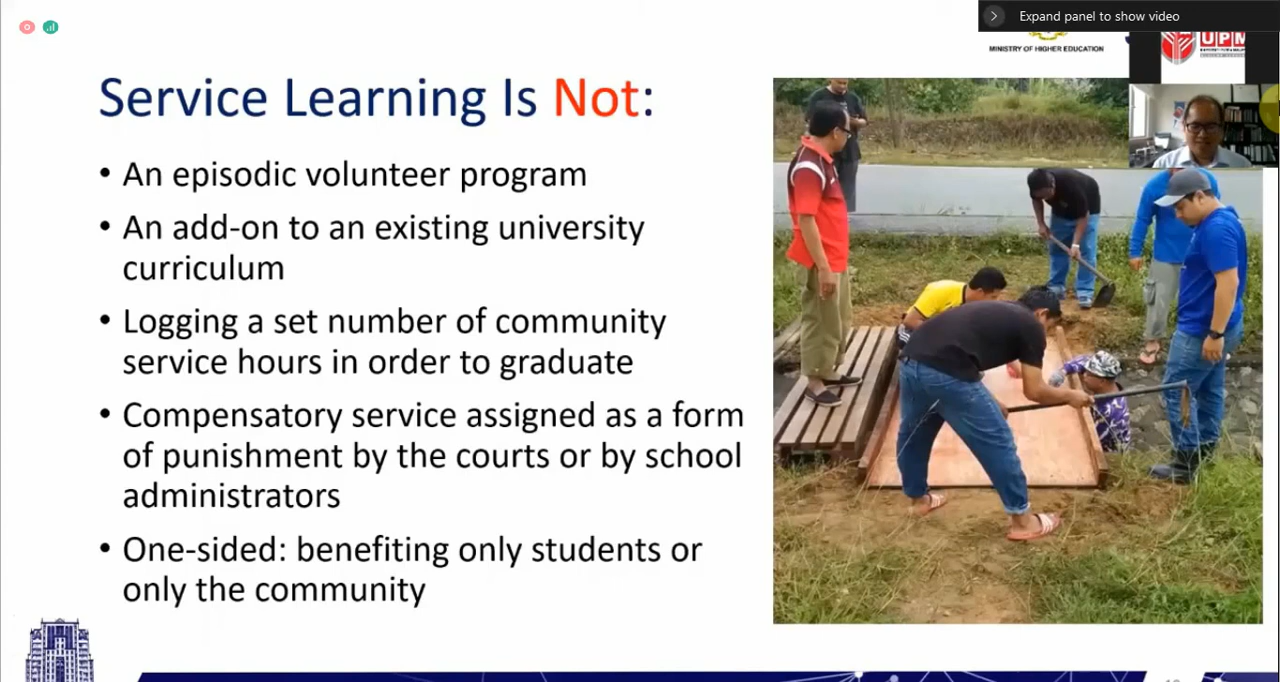 Expand panel to show video
MINISTRY OF HIGHER EDUCATION
UPM
Service Learning Is Not:
• An episodic volunteer program
• An add-on to an existing university
curriculum
• Logging a set number of community
service hours in order to graduate
• Compensatory service assigned as a form
of punishment by the courts or by school
administrators
• One-sided: benefiting only students or
only the community